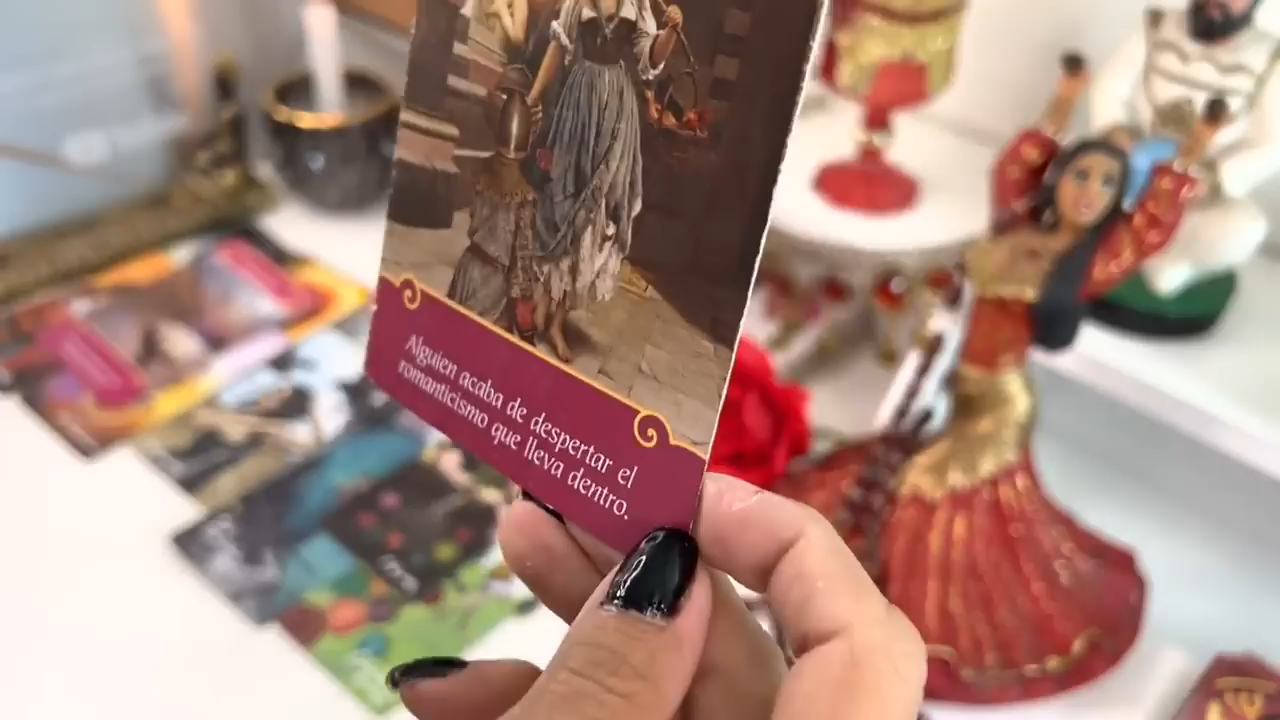 Alguien acaba de despertar el
romanticismo que lleva dentro.